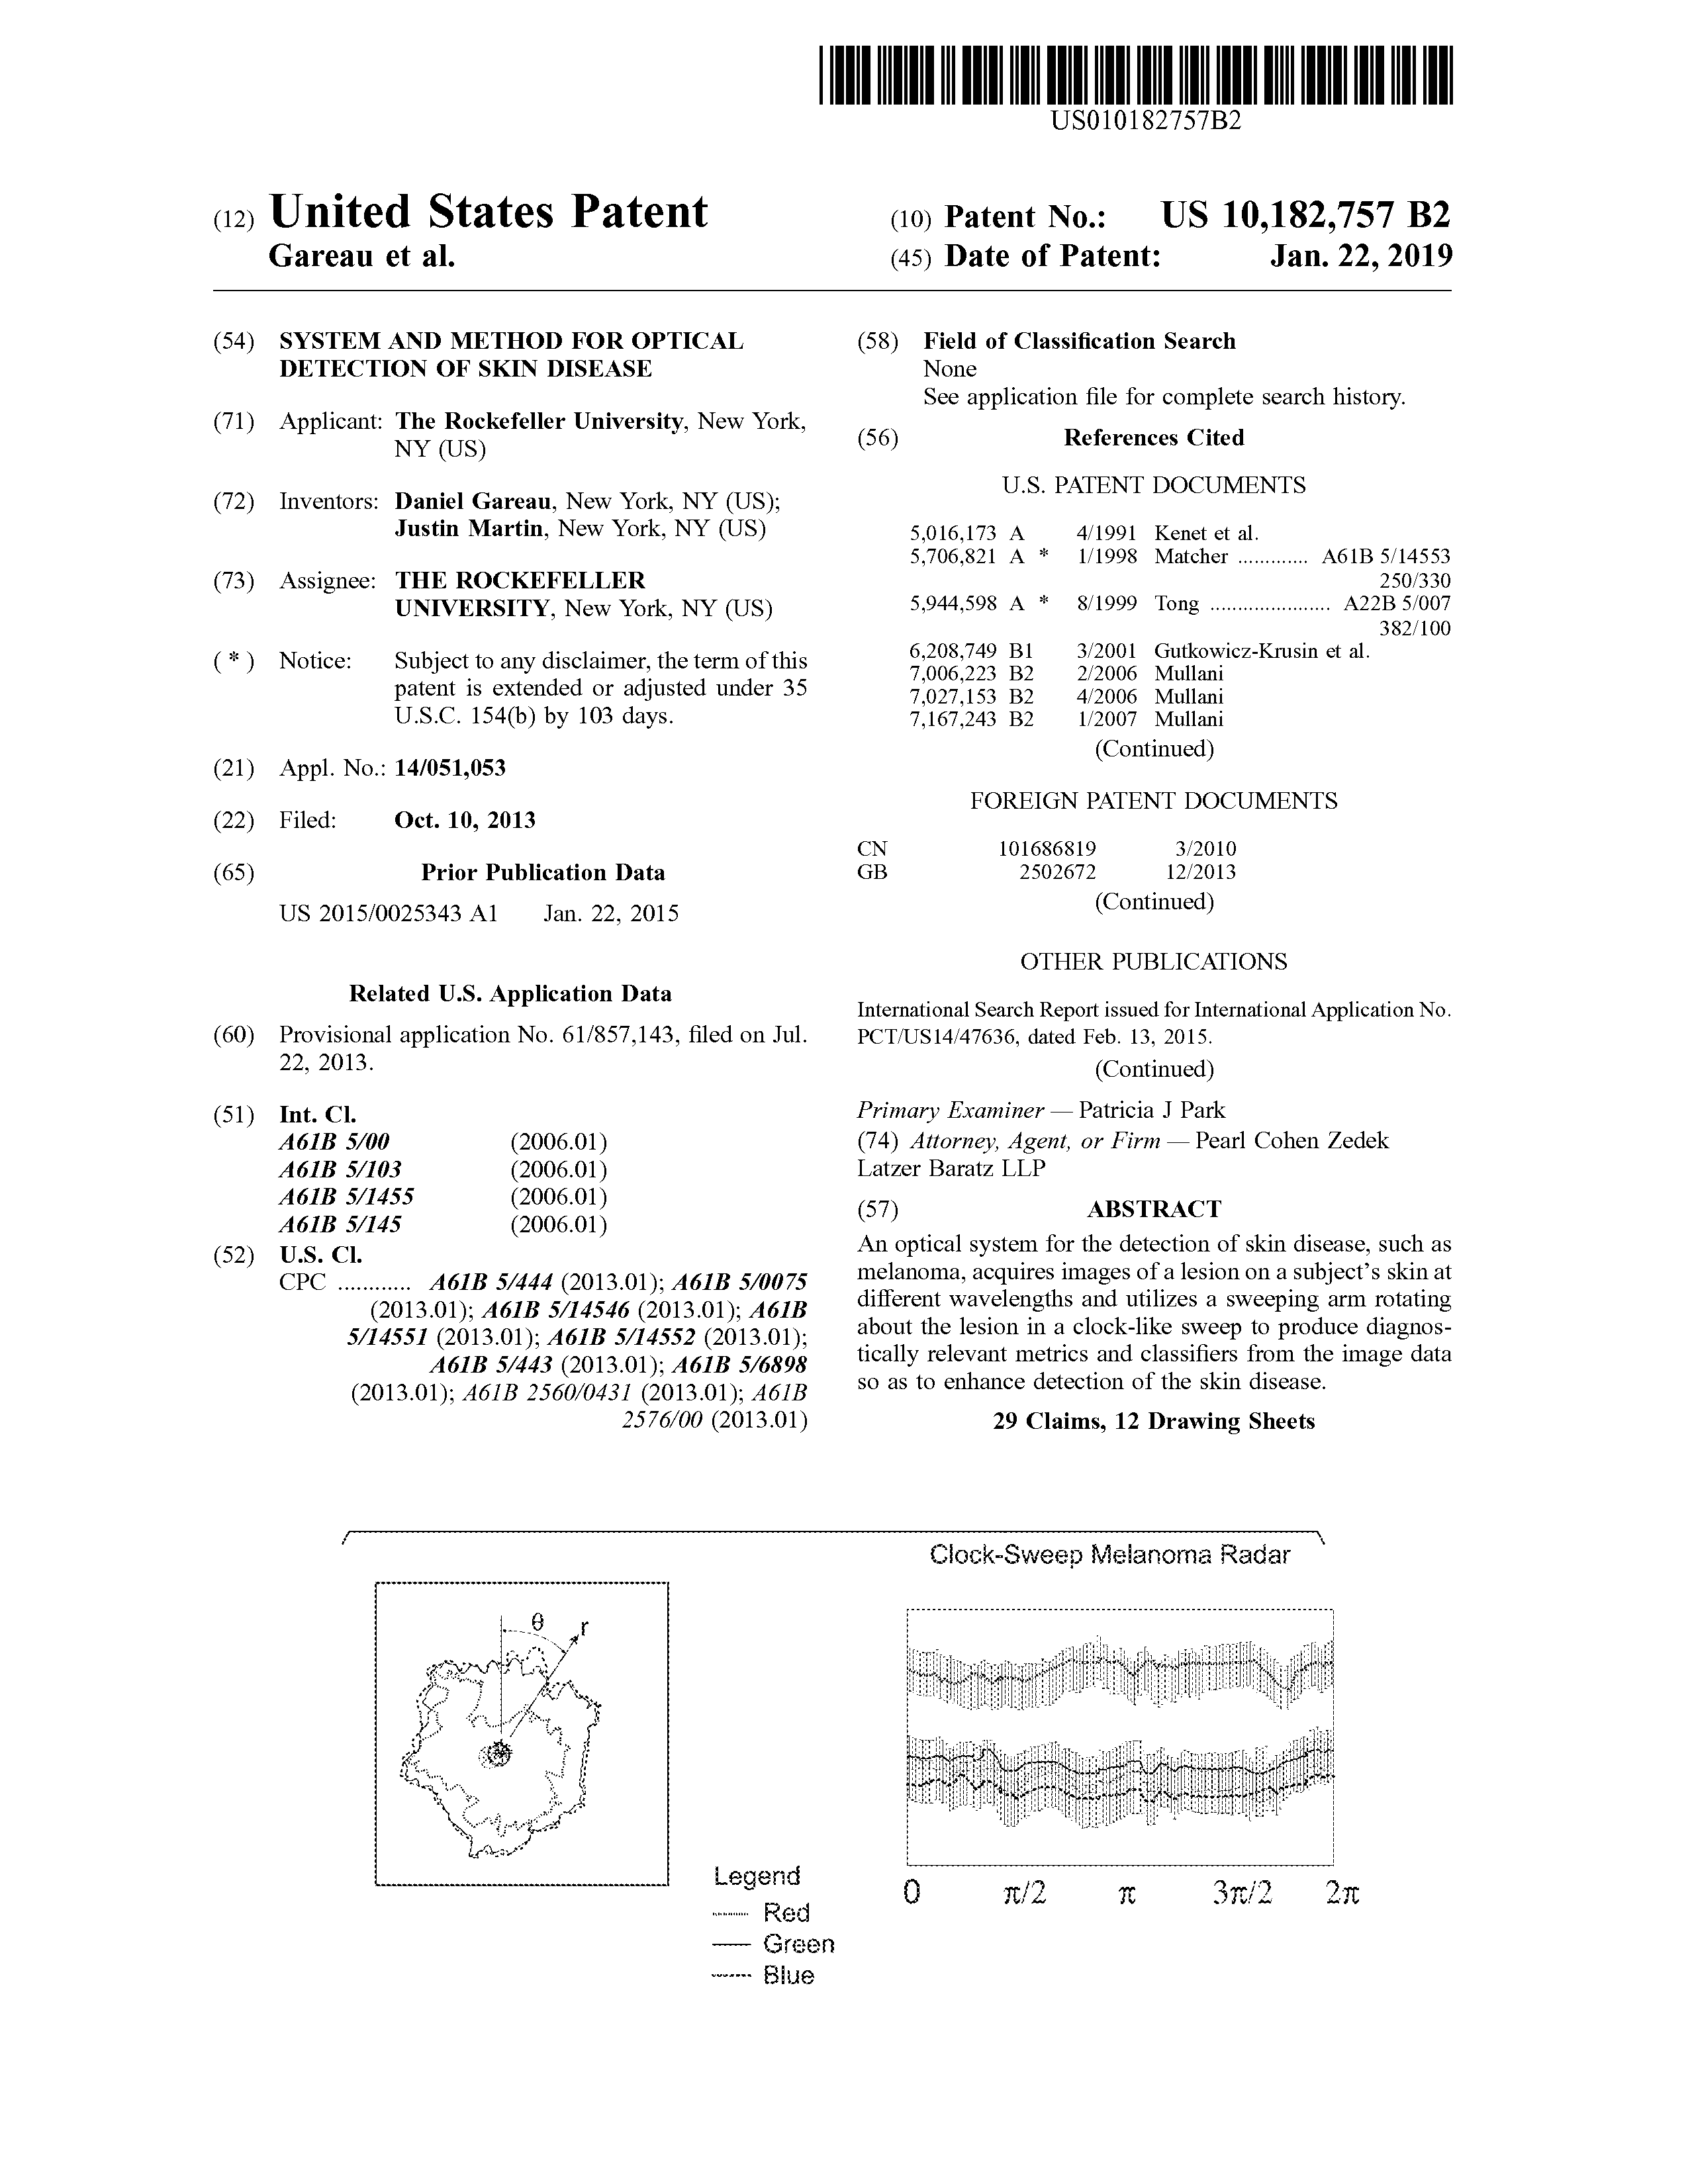 US010182757B2
(12) United States Patent
Gareau et al.
(10) Patent No.: US 10,182,757 B2
(45) Date of Patent: Jan. 22, 2019
(54) SYSTEM AND METHOD FOR OPTICAL
DETECTION OF SKIN DISEASE
(71) Applicant: The Rockefeller University, New York,
NY (US)
(72) Inventors: Daniel Gareau, New York, NY (US);
Justin Martin, New York, NY (US)
(73) Assignee: THE ROCKEFELLER
UNIVERSITY, New York, NY (US)
( * ) Notice: Subject to any disclaimer, the term of this
patent is extended or adjusted under 35
U.S.C. 154(b) by 103 days.
(21) Appl. No.: 14/051,053
(22) Filed: Oct. 10, 2013
(65) Prior Publication Data
US 2015/0025343 A1 Jan. 22, 2015
Related U.S. Application Data
(60) Provisional application No. 61/857,143, filed on Jul.
22, 2013.
(51) Int. Cl.
A61B 5/00 (2006.01)
A61B 5/103 (2006.01)
A61B 5/1455 (2006.01)
A61B 5/145 (2006.01)
(52) U.S. Cl.
CPC ............ A61B 5/444 (2013.01); A61B 5/0075
(2013.01); A61B 5/14546 (2013.01); A61B
5/14551 (2013.01); A61B 5/14552 (2013.01);
A61B 5/443 (2013.01); A61B 5/6898
(2013.01); A61B 2560/0431 (2013.01); A61B
2576/00 (2013.01)
(58) Field of Classification Search
None
See application file for complete search history.
(56) References Cited
U.S. PATENT DOCUMENTS
5,016,173 A 4/1991 Kenet et al.
5,706,821 A * 1/1998 Matcher ............ A61B 5/14553
250/330
5,944,598 A * 8/1999 Tong ...................... A22B 5/007
382/100
6,208,749 B1 3/2001 Gutkowicz-Krusin et al.
7,006,223 B2 2/2006 Mullani
7,027,153 B2 4/2006 Mullani
7,167,243 B2 1/2007 Mullani
(Continued)
FOREIGN PATENT DOCUMENTS
CN 101686819 3/2010
GB 2502672 12/2013
(Continued)
OTHER PUBLICATIONS
International Search Report issued for International Application No.
PCT/US14/47636, dated Feb. 13, 2015.
(Continued)
Primary Examiner — Patricia J Park
(74) Attorney, Agent, or Firm — Pearl Cohen Zedek
Latzer Baratz LLP
(57) ABSTRACT
An optical system for the detection of skin disease, such as
melanoma, acquires images of a lesion on a subject's skin at
different wavelengths and utilizes a sweeping arm rotating
about the lesion in a clock-like sweep to produce diagnos-
tically relevant metrics and classifiers from the image data
so as to enhance detection of the skin disease.
29 Claims, 12 Drawing Sheets
Clock-Sweep Melanoma Radar
θ
r
Legend
Red
Green
Blue
0 π/2 π 3π/2 2π